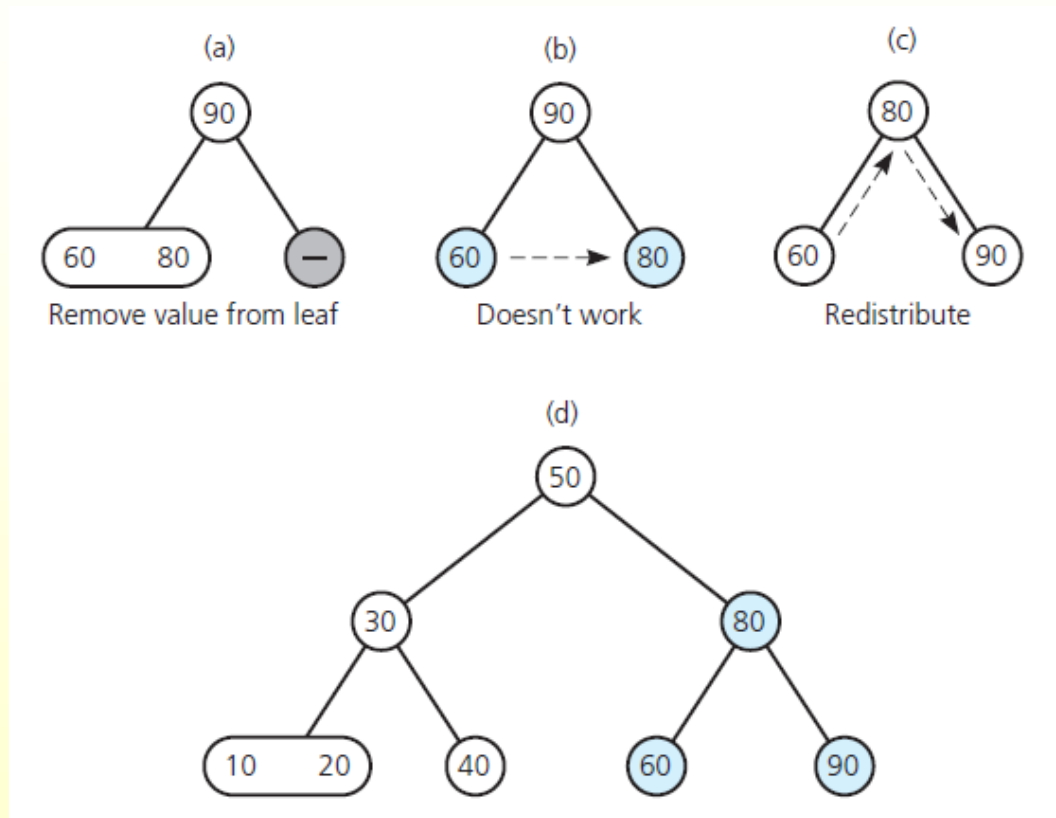 (a) (b) (c)
90 90 80
60 80 – 60 80 60 90
Remove value from leaf Doesn't work Redistribute
(d)
50
30 80
10 20 40 60 90